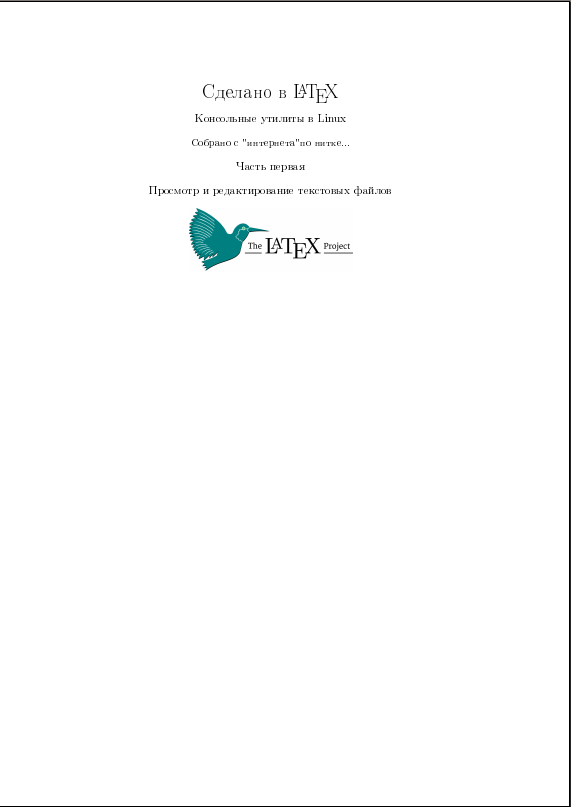 Сделано в LATEX
Консольные утилиты в Linux
Собрано с "интернета"по нитке...
Часть первая
Просмотр и редактирование текстовых файлов
The LATEX Project